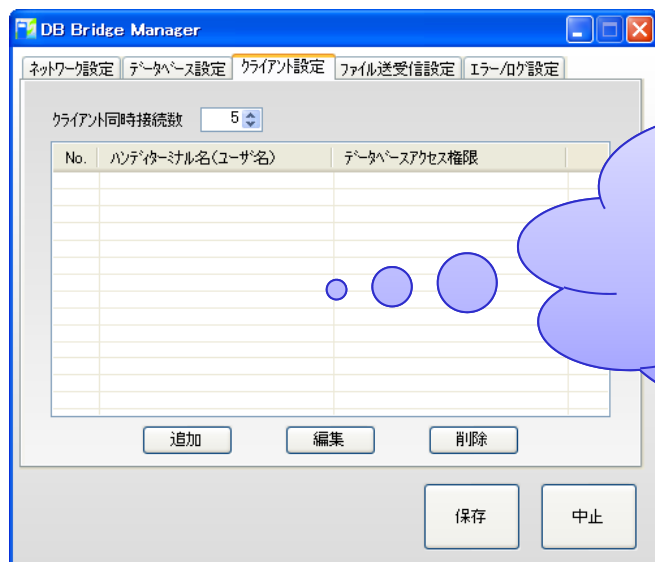 DB Bridge Manager
ネットワーク設定 データベース設定 クライアント設定 ファイル送受信設定 エラー/ログ設定
クライアント同時接続数 5
No. ハンディターミナル名(ユーザ名) データベースアクセス権限
追加 編集 削除
保存 中止